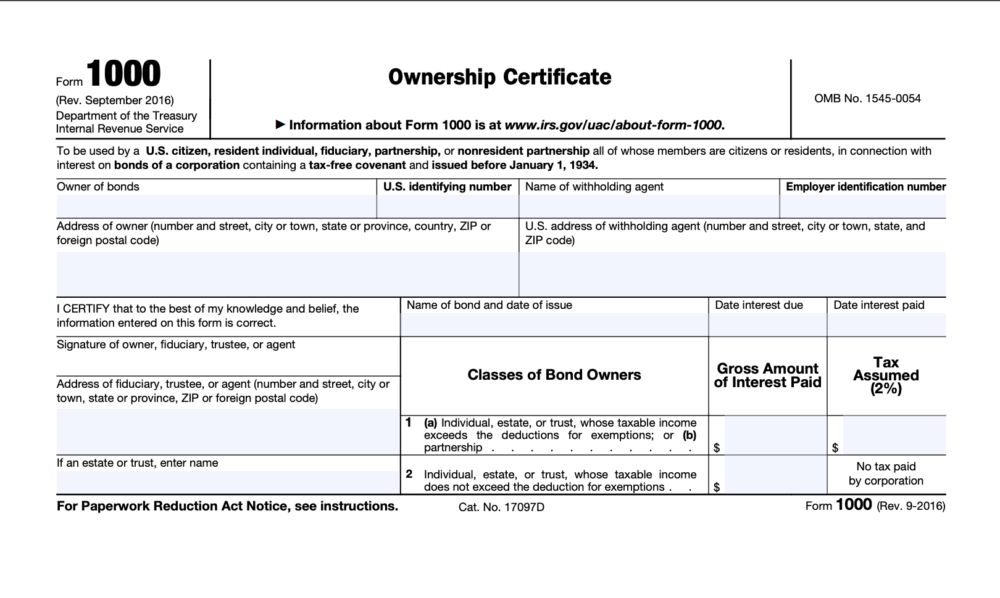 Form 1000
(Rev. September 2016)
Department of the Treasury
Internal Revenue Service
Ownership Certificate
▶ Information about Form 1000 is at www.irs.gov/uac/about-form-1000.
OMB No. 1545-0054
To be used by a U.S. citizen, resident individual, fiduciary, partnership, or nonresident partnership all of whose members are citizens or residents, in connection with
interest on bonds of a corporation containing a tax-free covenant and issued before January 1, 1934.
Owner of bonds
U.S. identifying number
Name of withholding agent
Employer identification number
Address of owner (number and street, city or town, state or province, country, ZIP or
foreign postal code)
U.S. address of withholding agent (number and street, city or town, state, and
ZIP code)
I CERTIFY that to the best of my knowledge and belief, the
information entered on this form is correct.
Name of bond and date of issue
Date interest due
Date interest paid
Signature of owner, fiduciary, trustee, or agent
Address of fiduciary, trustee, or agent (number and street, city or
town, state or province, ZIP or foreign postal code)
If an estate or trust, enter name
Classes of Bond Owners
Gross Amount
of Interest Paid
Tax
Assumed
(2%)
1 (a) Individual, estate, or trust, whose taxable income
exceeds the deductions for exemptions; or (b)
partnership . . . . . . . . . . .
$
$
2 Individual, estate, or trust, whose taxable income
does not exceed the deduction for exemptions . .
$
No tax paid
by corporation
For Paperwork Reduction Act Notice, see instructions.
Cat. No. 17097D
Form 1000 (Rev. 9-2016)